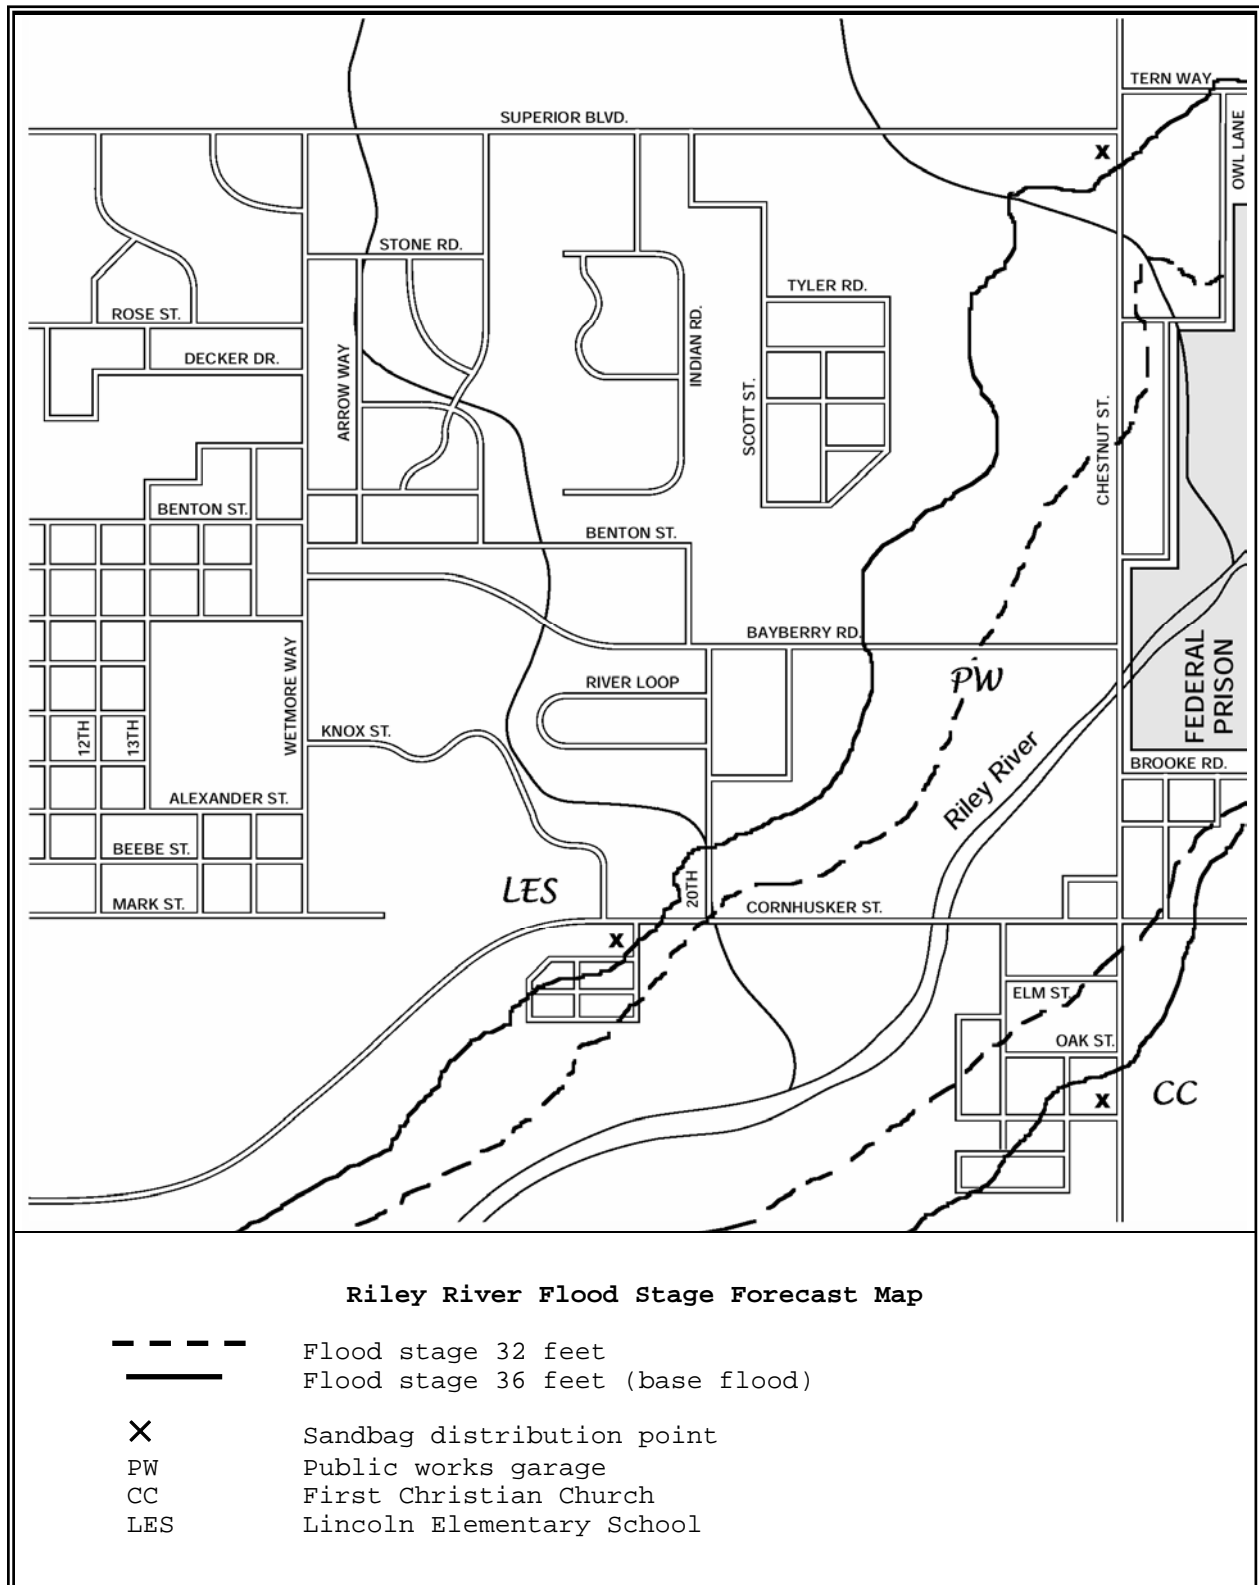 TERN WAY
SUPERIOR BLVD.
X
OWL LANE
STONE RD.
TYLER RD.
ROSE ST.
DECKER DR.
ARROW WAY
INDIAN RD.
SCOTT ST.
CHESTNUT ST.
BENTON ST.
BENTON ST.
BAYBERRY RD.
WETMORE WAY
RIVER LOOP
PW
FEDERAL
PRISON
KNOX ST.
12TH
13TH
BROOKE RD.
Riley River
ALEXANDER ST.
BEEBE ST.
LES
20TH
MARK ST.
CORNHUSKER ST.
X
ELM ST.
OAK ST.
X
CC
Riley River Flood Stage Forecast Map
Flood stage 32 feet
Flood stage 36 feet (base flood)
X Sandbag distribution point
PW Public works garage
CC First Christian Church
LES Lincoln Elementary School